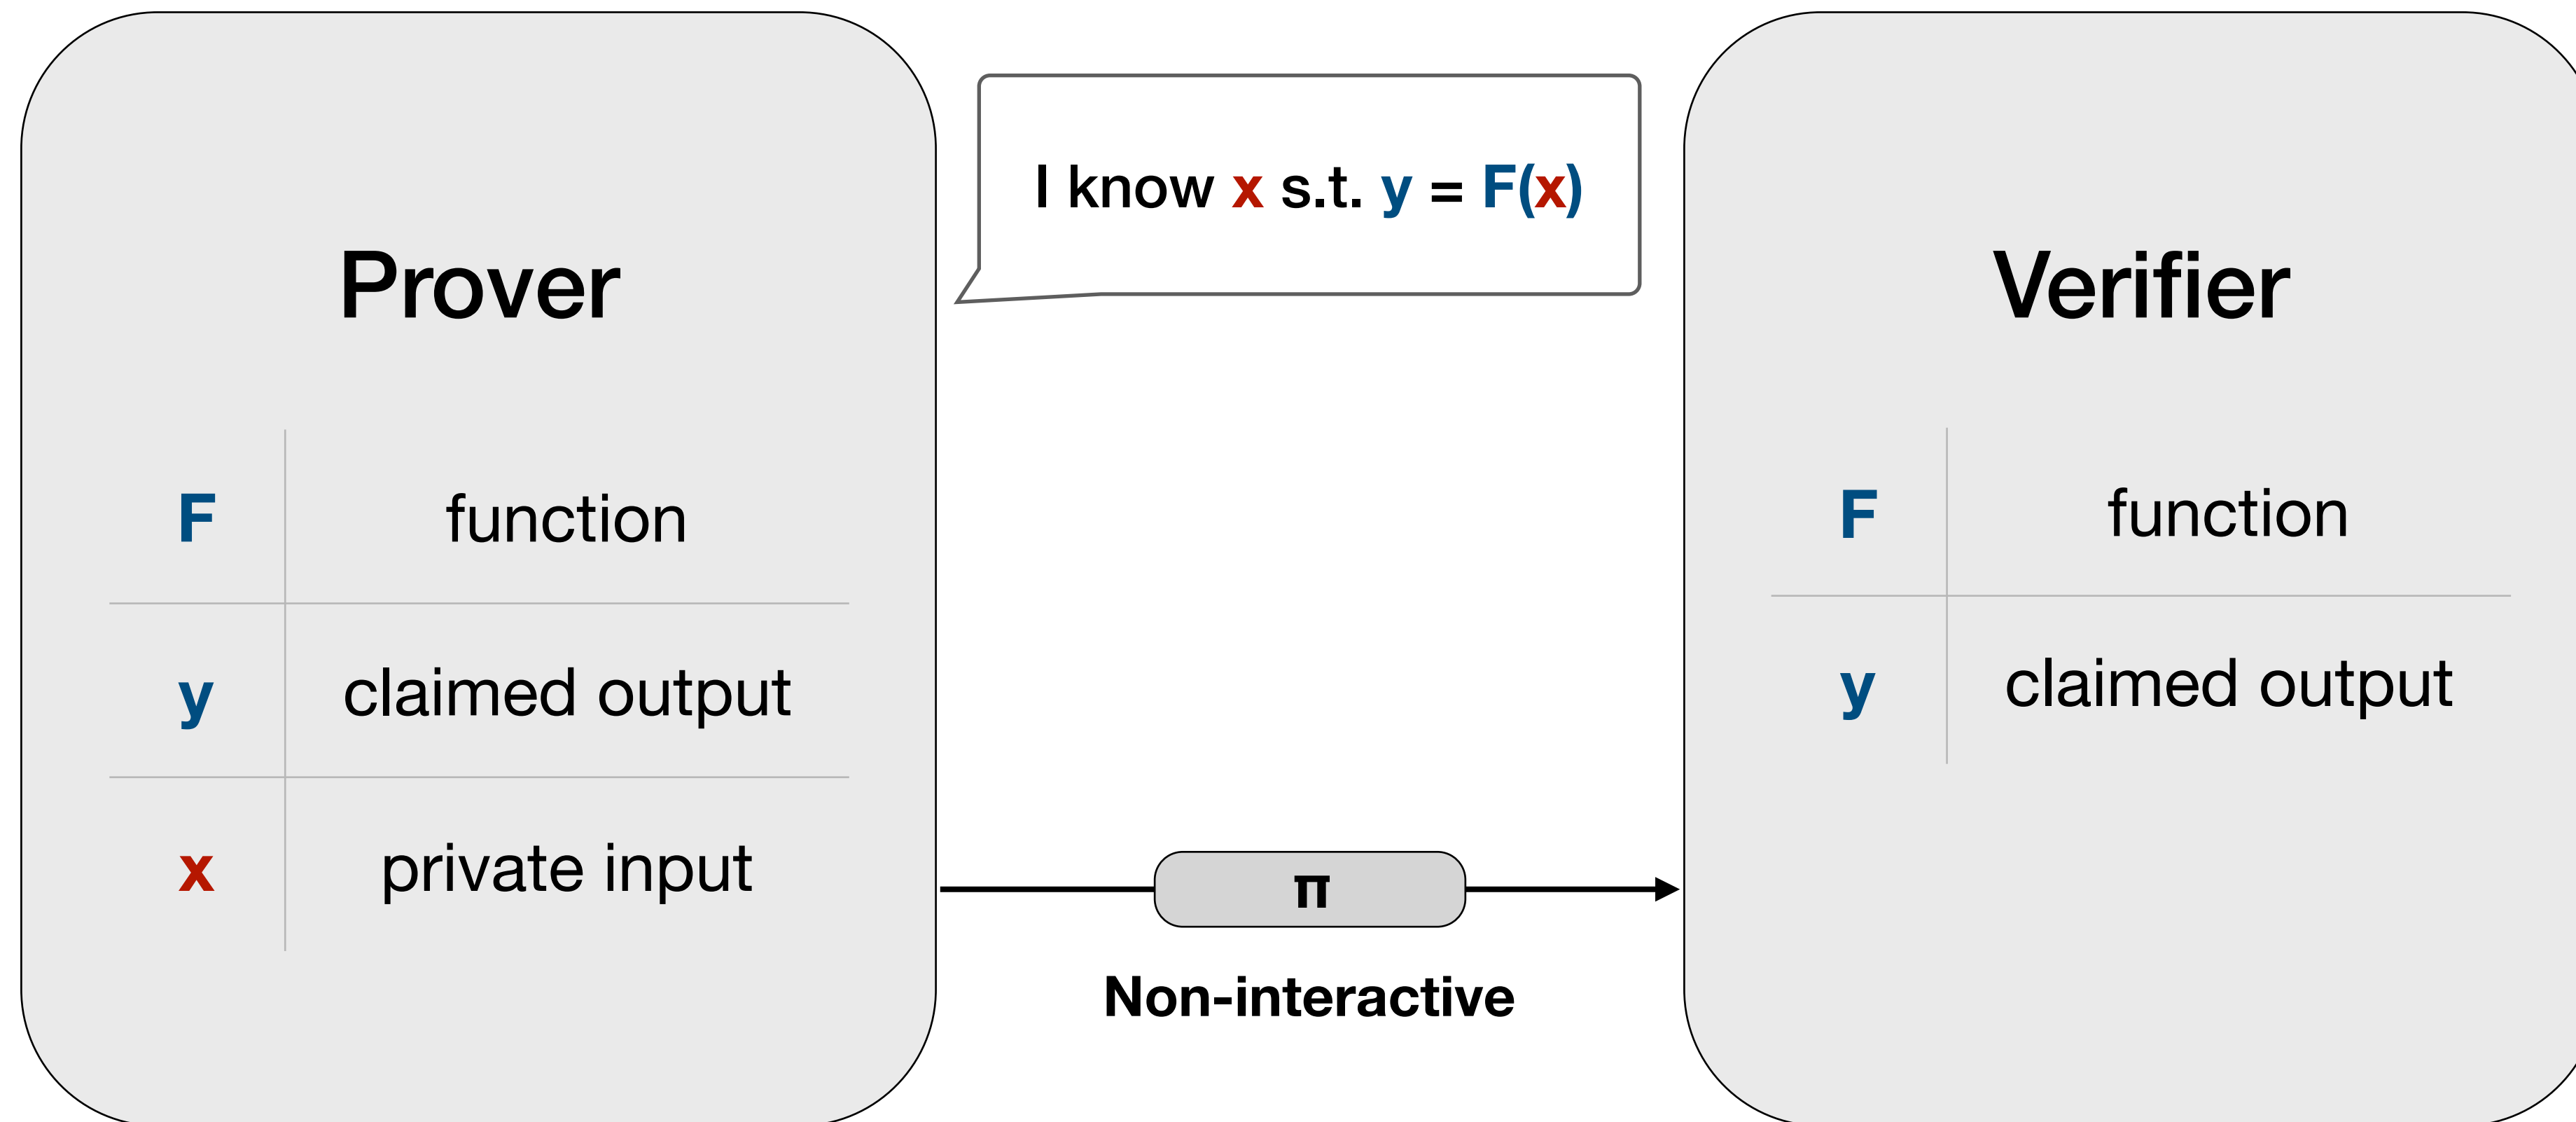 Prover
F function
y claimed output
x private input
I know x s.t. y = F(x)
π
Non-interactive
Verifier
F function
y claimed output